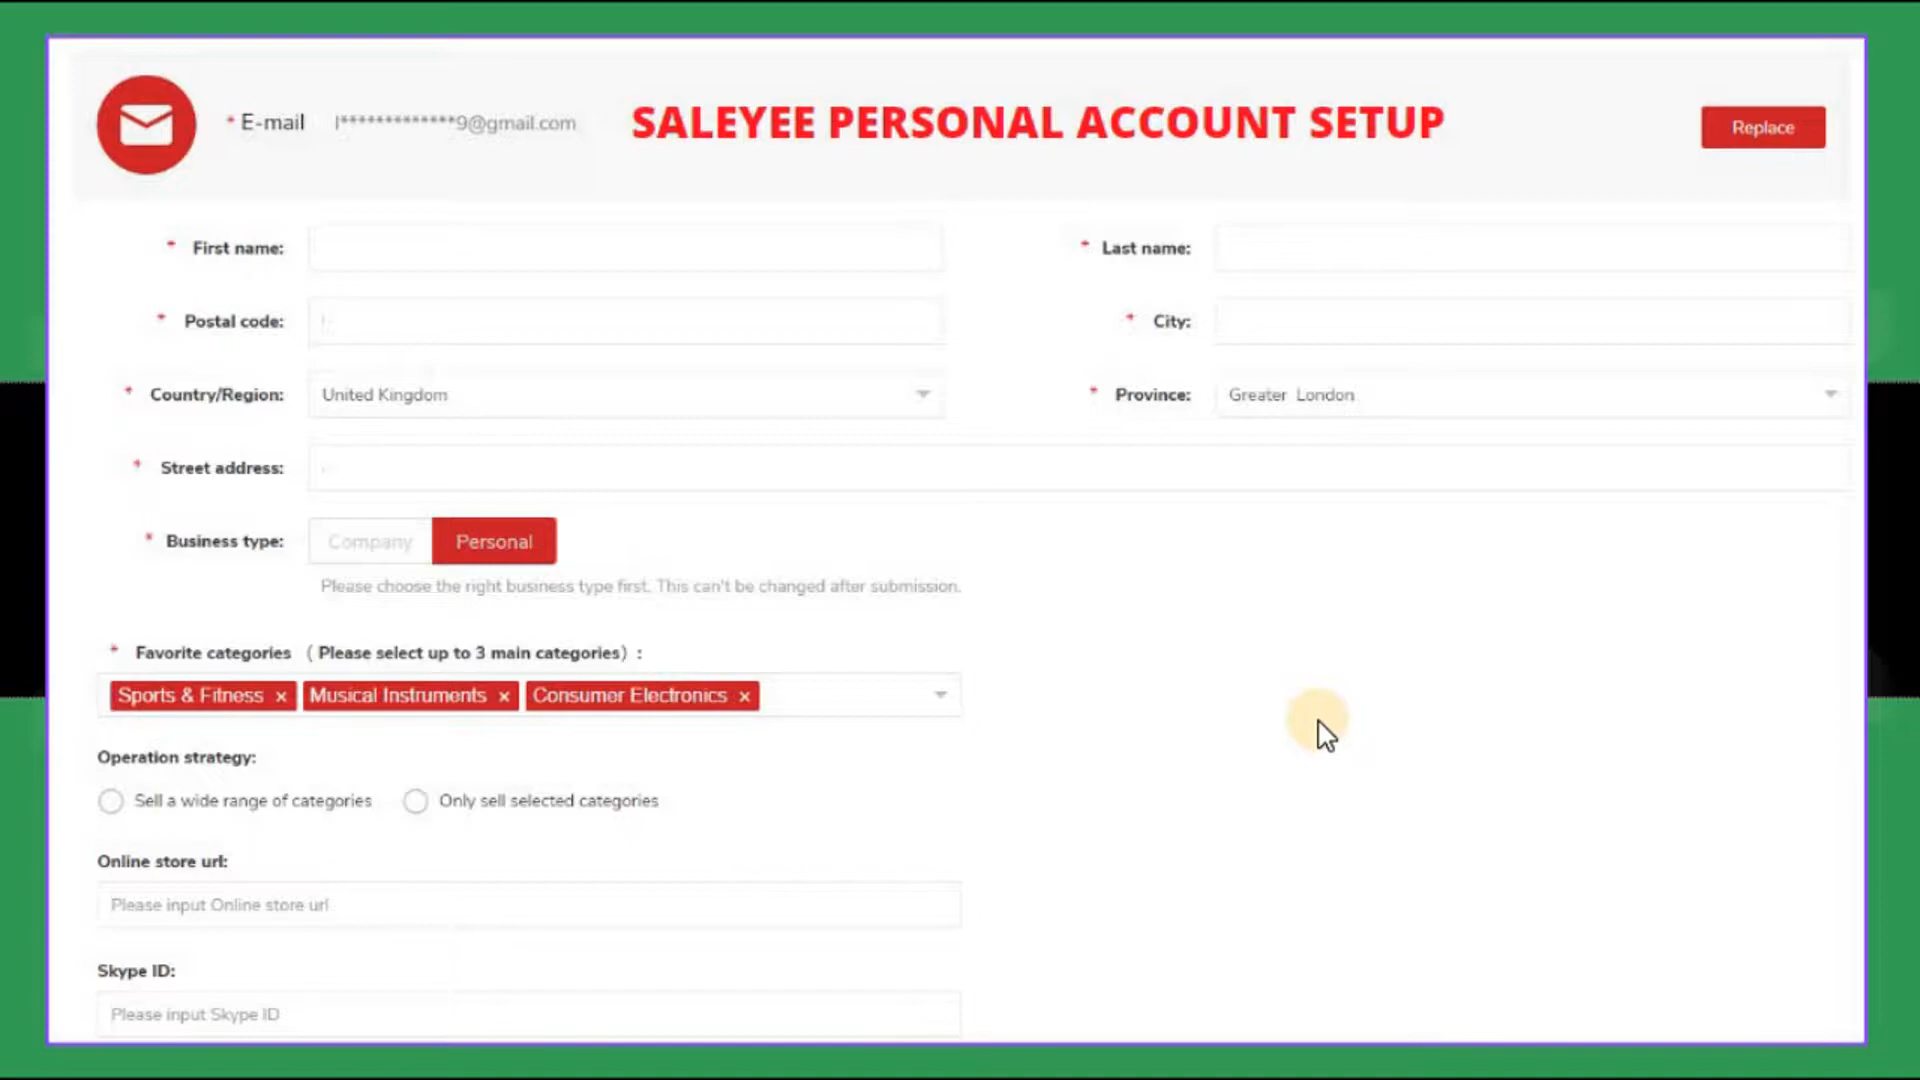 * E-mail l*************9@gmail.com SALEYEE PERSONAL ACCOUNT SETUP Replace
* First name: * Last name:
* Postal code: * City:
* Country/Region: United Kingdom * Province: Greater London
* Street address:
* Business type: Company Personal
Please choose the right business type first. This can't be changed after submission.
* Favorite categories ( Please select up to 3 main categories) :
Sports & Fitness × Musical Instruments × Consumer Electronics ×
Operation strategy:
Sell a wide range of categories Only sell selected categories
Online store url:
Please input Online store url
Skype ID:
Please input Skype ID